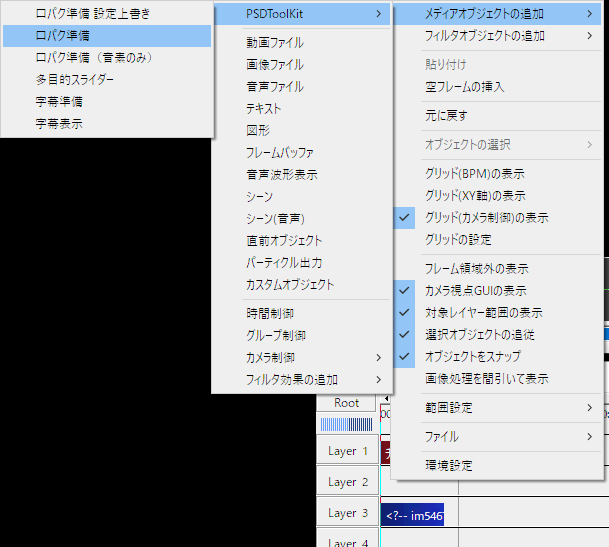 口パク準備 設定上書き
口パク準備
口パク準備（音素のみ）
多目的スライダー
字幕準備
字幕表示
PSDToolKit
動画ファイル
画像ファイル
音声ファイル
テキスト
図形
フレームバッファ
音声波形表示
シーン
シーン(音声)
直前オブジェクト
パーティクル出力
カスタムオブジェクト
時間制御
グループ制御
カメラ制御
フィルタ効果の追加
メディアオブジェクトの追加
フィルタオブジェクトの追加
貼り付け
空フレームの挿入
元に戻す
オブジェクトの選択
グリッド(BPM)の表示
グリッド(XY軸)の表示
グリッド(カメラ制御)の表示
グリッドの設定
フレーム領域外の表示
カメラ視点GUIの表示
対象レイヤー範囲の表示
選択オブジェクトの追従
オブジェクトをスナップ
画像処理を間引いて表示
範囲設定
ファイル
環境設定
Root
Layer 1
Layer 2
Layer 3
<?-- im546
Layer 4